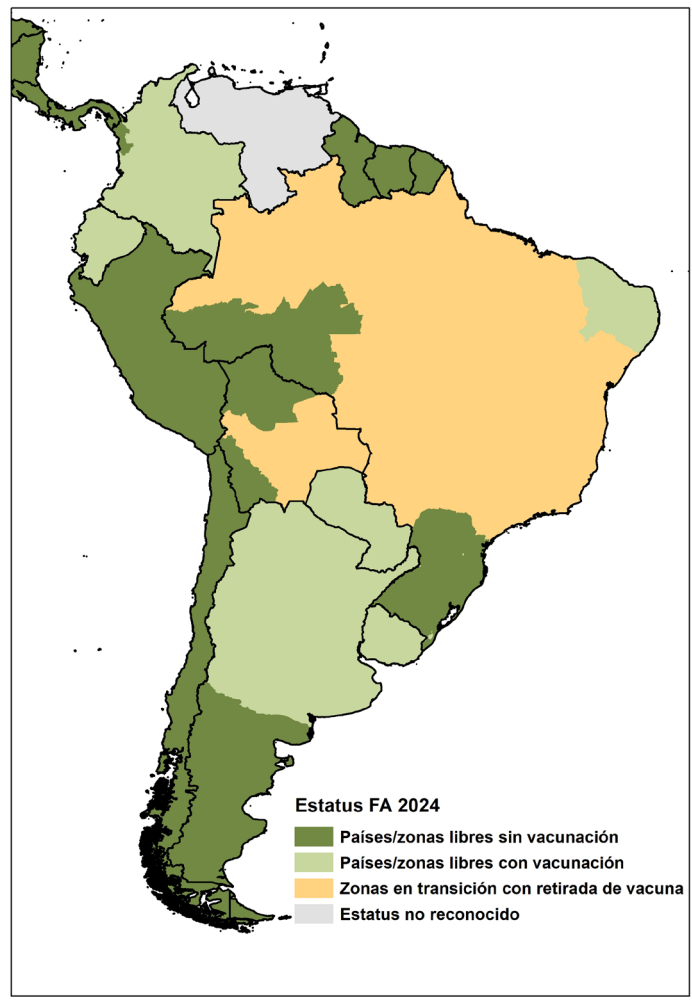 Estatus FA 2024
Países/zonas libres sin vacunación
Países/zonas libres con vacunación
Zonas en transición con retirada de vacuna
Estatus no reconocido